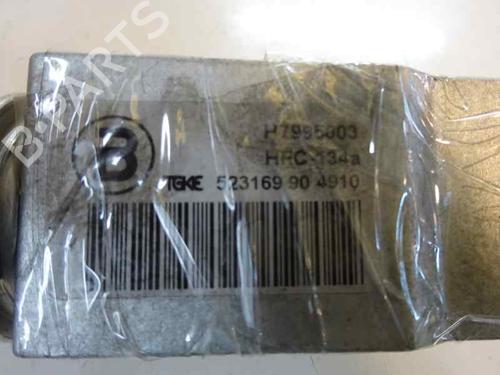 B-PARTS
B
H7995003
HFC-134a
TGKE 523169 90 4910